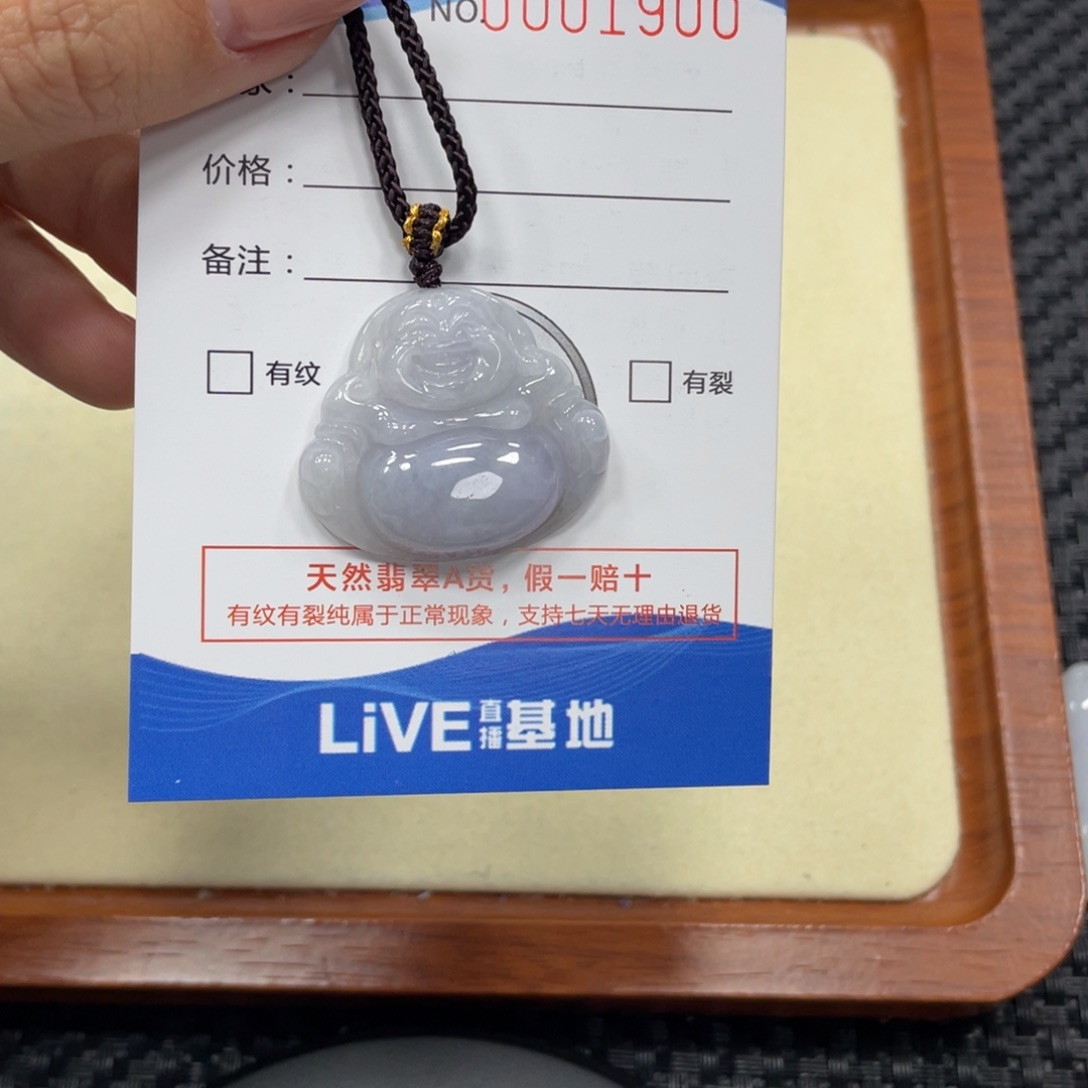 No.0001900
家：
价格：
备注：
有纹
有裂
天然翡翠A货，假一赔十
有纹有裂纯属于正常现象，支持七天无理由退货
LiVE直播基地